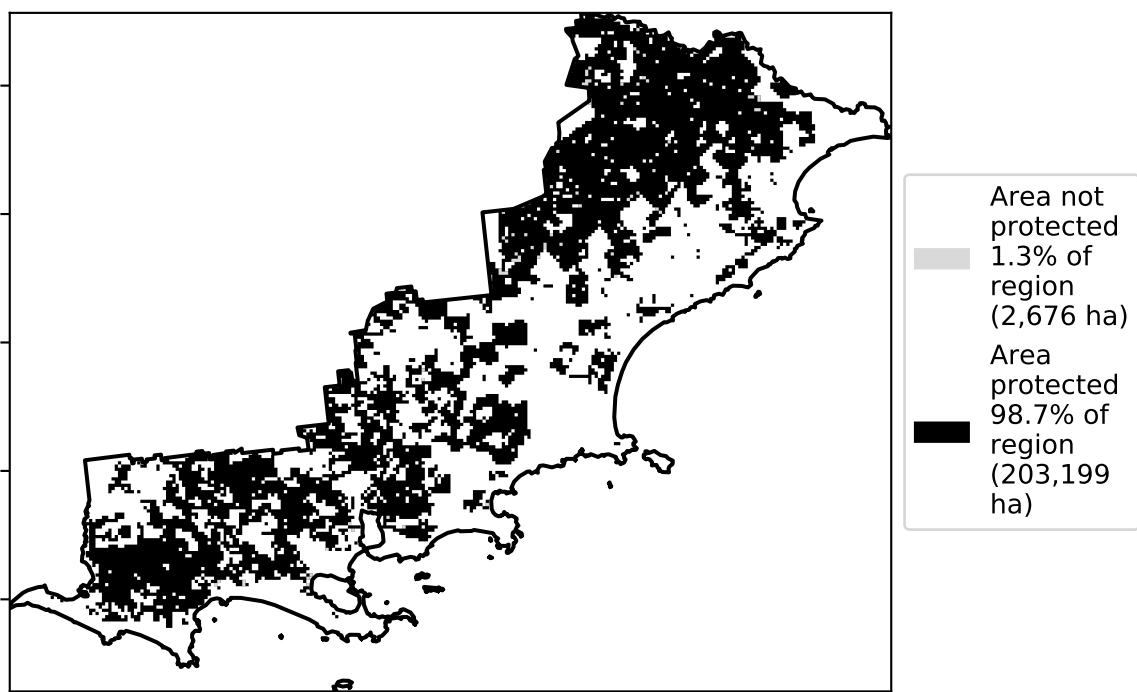 Area not
protected
1.3% of
region
(2,676 ha)
Area
protected
98.7% of
region
(203,199
ha)